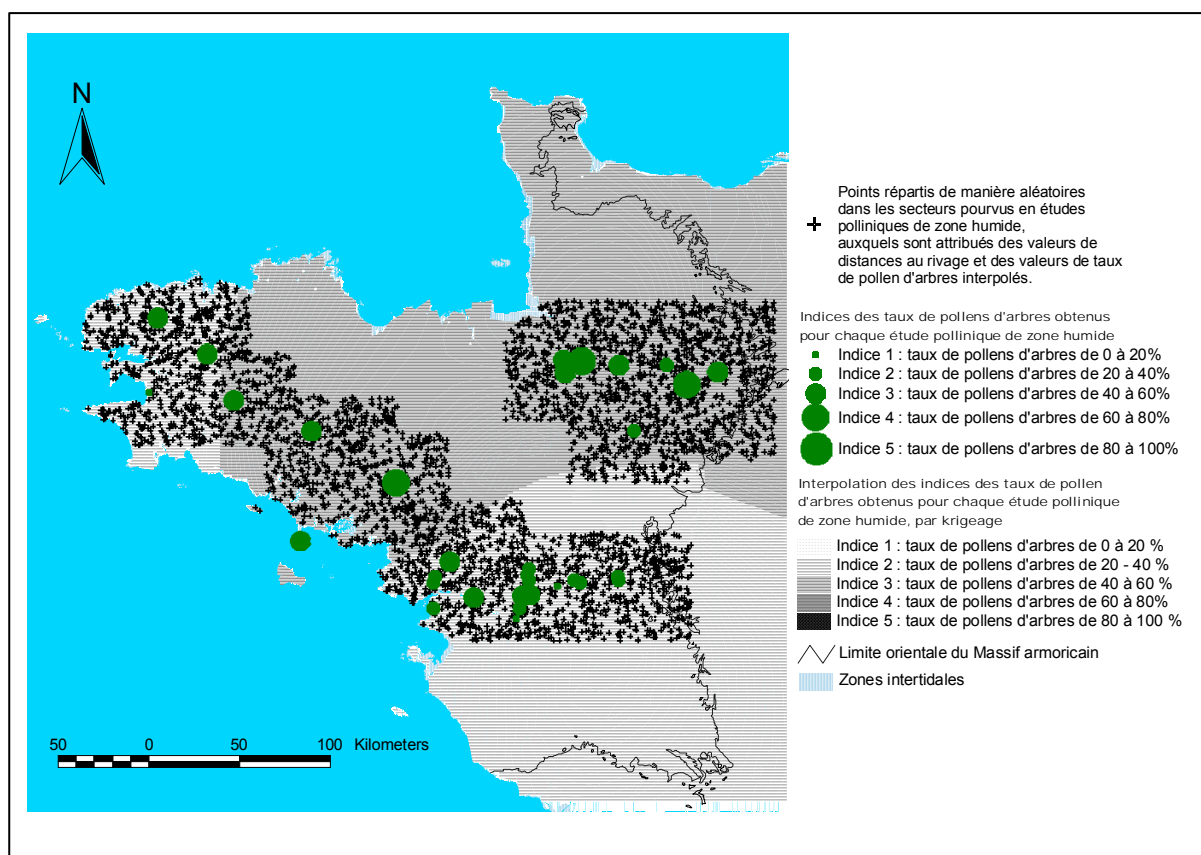 N
50 0 50 100 Kilometers
Points répartis de manière aléatoires
dans les secteurs pourvus en études
polliniques de zone humide,
auxquels sont attribués des valeurs de
distances au rivage et des valeurs de taux
de pollen d'arbres interpolés.
Indices des taux de pollens d'arbres obtenus
pour chaque étude pollinique de zone humide
Indice 1 : taux de pollens d'arbres de 0 à 20%
Indice 2 : taux de pollens d'arbres de 20 à 40%
Indice 3 : taux de pollens d'arbres de 40 à 60%
Indice 4 : taux de pollens d'arbres de 60 à 80%
Indice 5 : taux de pollens d'arbres de 80 à 100%
Interpolation des indices des taux de pollen
d'arbres obtenus pour chaque étude pollinique
de zone humide, par krigeage
Indice 1 : taux de pollens d'arbres de 0 à 20 %
Indice 2 : taux de pollens d'arbres de 20 - 40 %
Indice 3 : taux de pollens d'arbres de 40 à 60 %
Indice 4 : taux de pollens d'arbres de 60 à 80%
Indice 5 : taux de pollens d'arbres de 80 à 100 %
Limite orientale du Massif armoricain
Zones intertidales